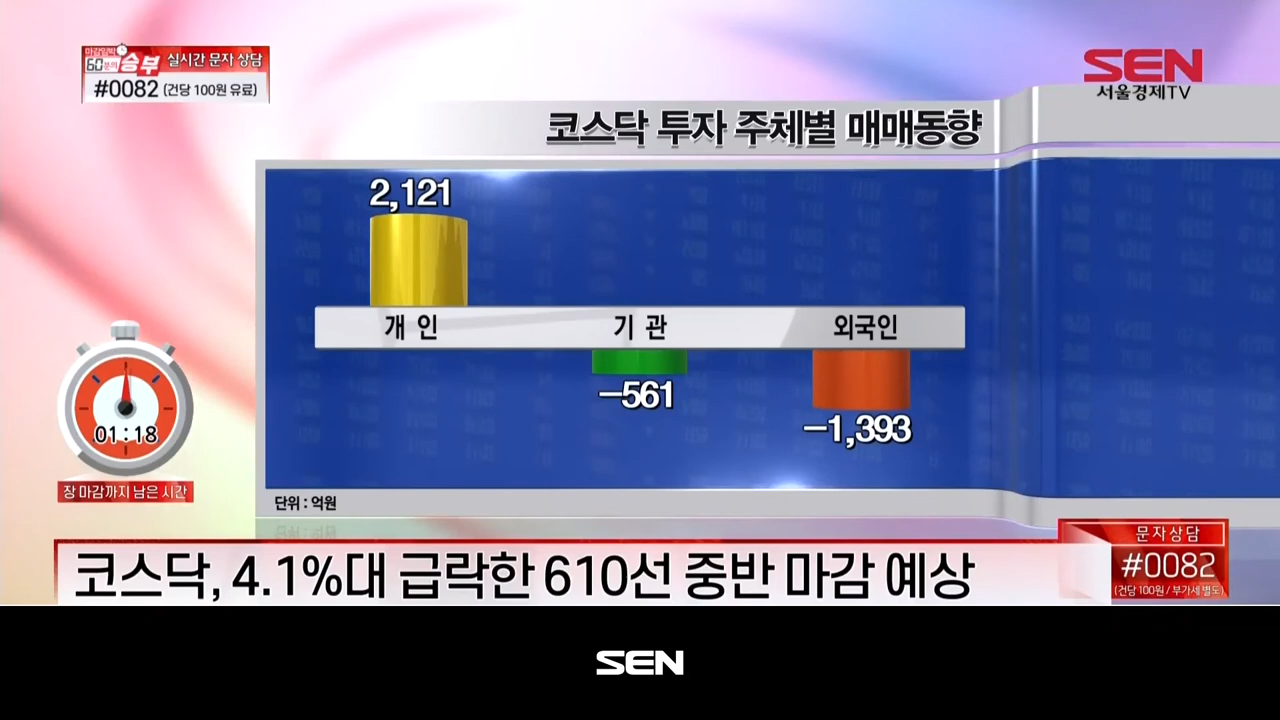 마감임박
60분의 승부
실시간 문자 상담
#0082 (건당 100원 유료)
SEN
서울경제TV
코스닥 투자 주체별 매매동향
2,121
개 인
기 관
외국인
-561
-1,393
01:18
장 마감까지 남은 시간
단위 : 억원
문자상담
#0082
(건당 100원 / 부가세 별도)
코스닥, 4.1%대 급락한 610선 중반 마감 예상
SEN